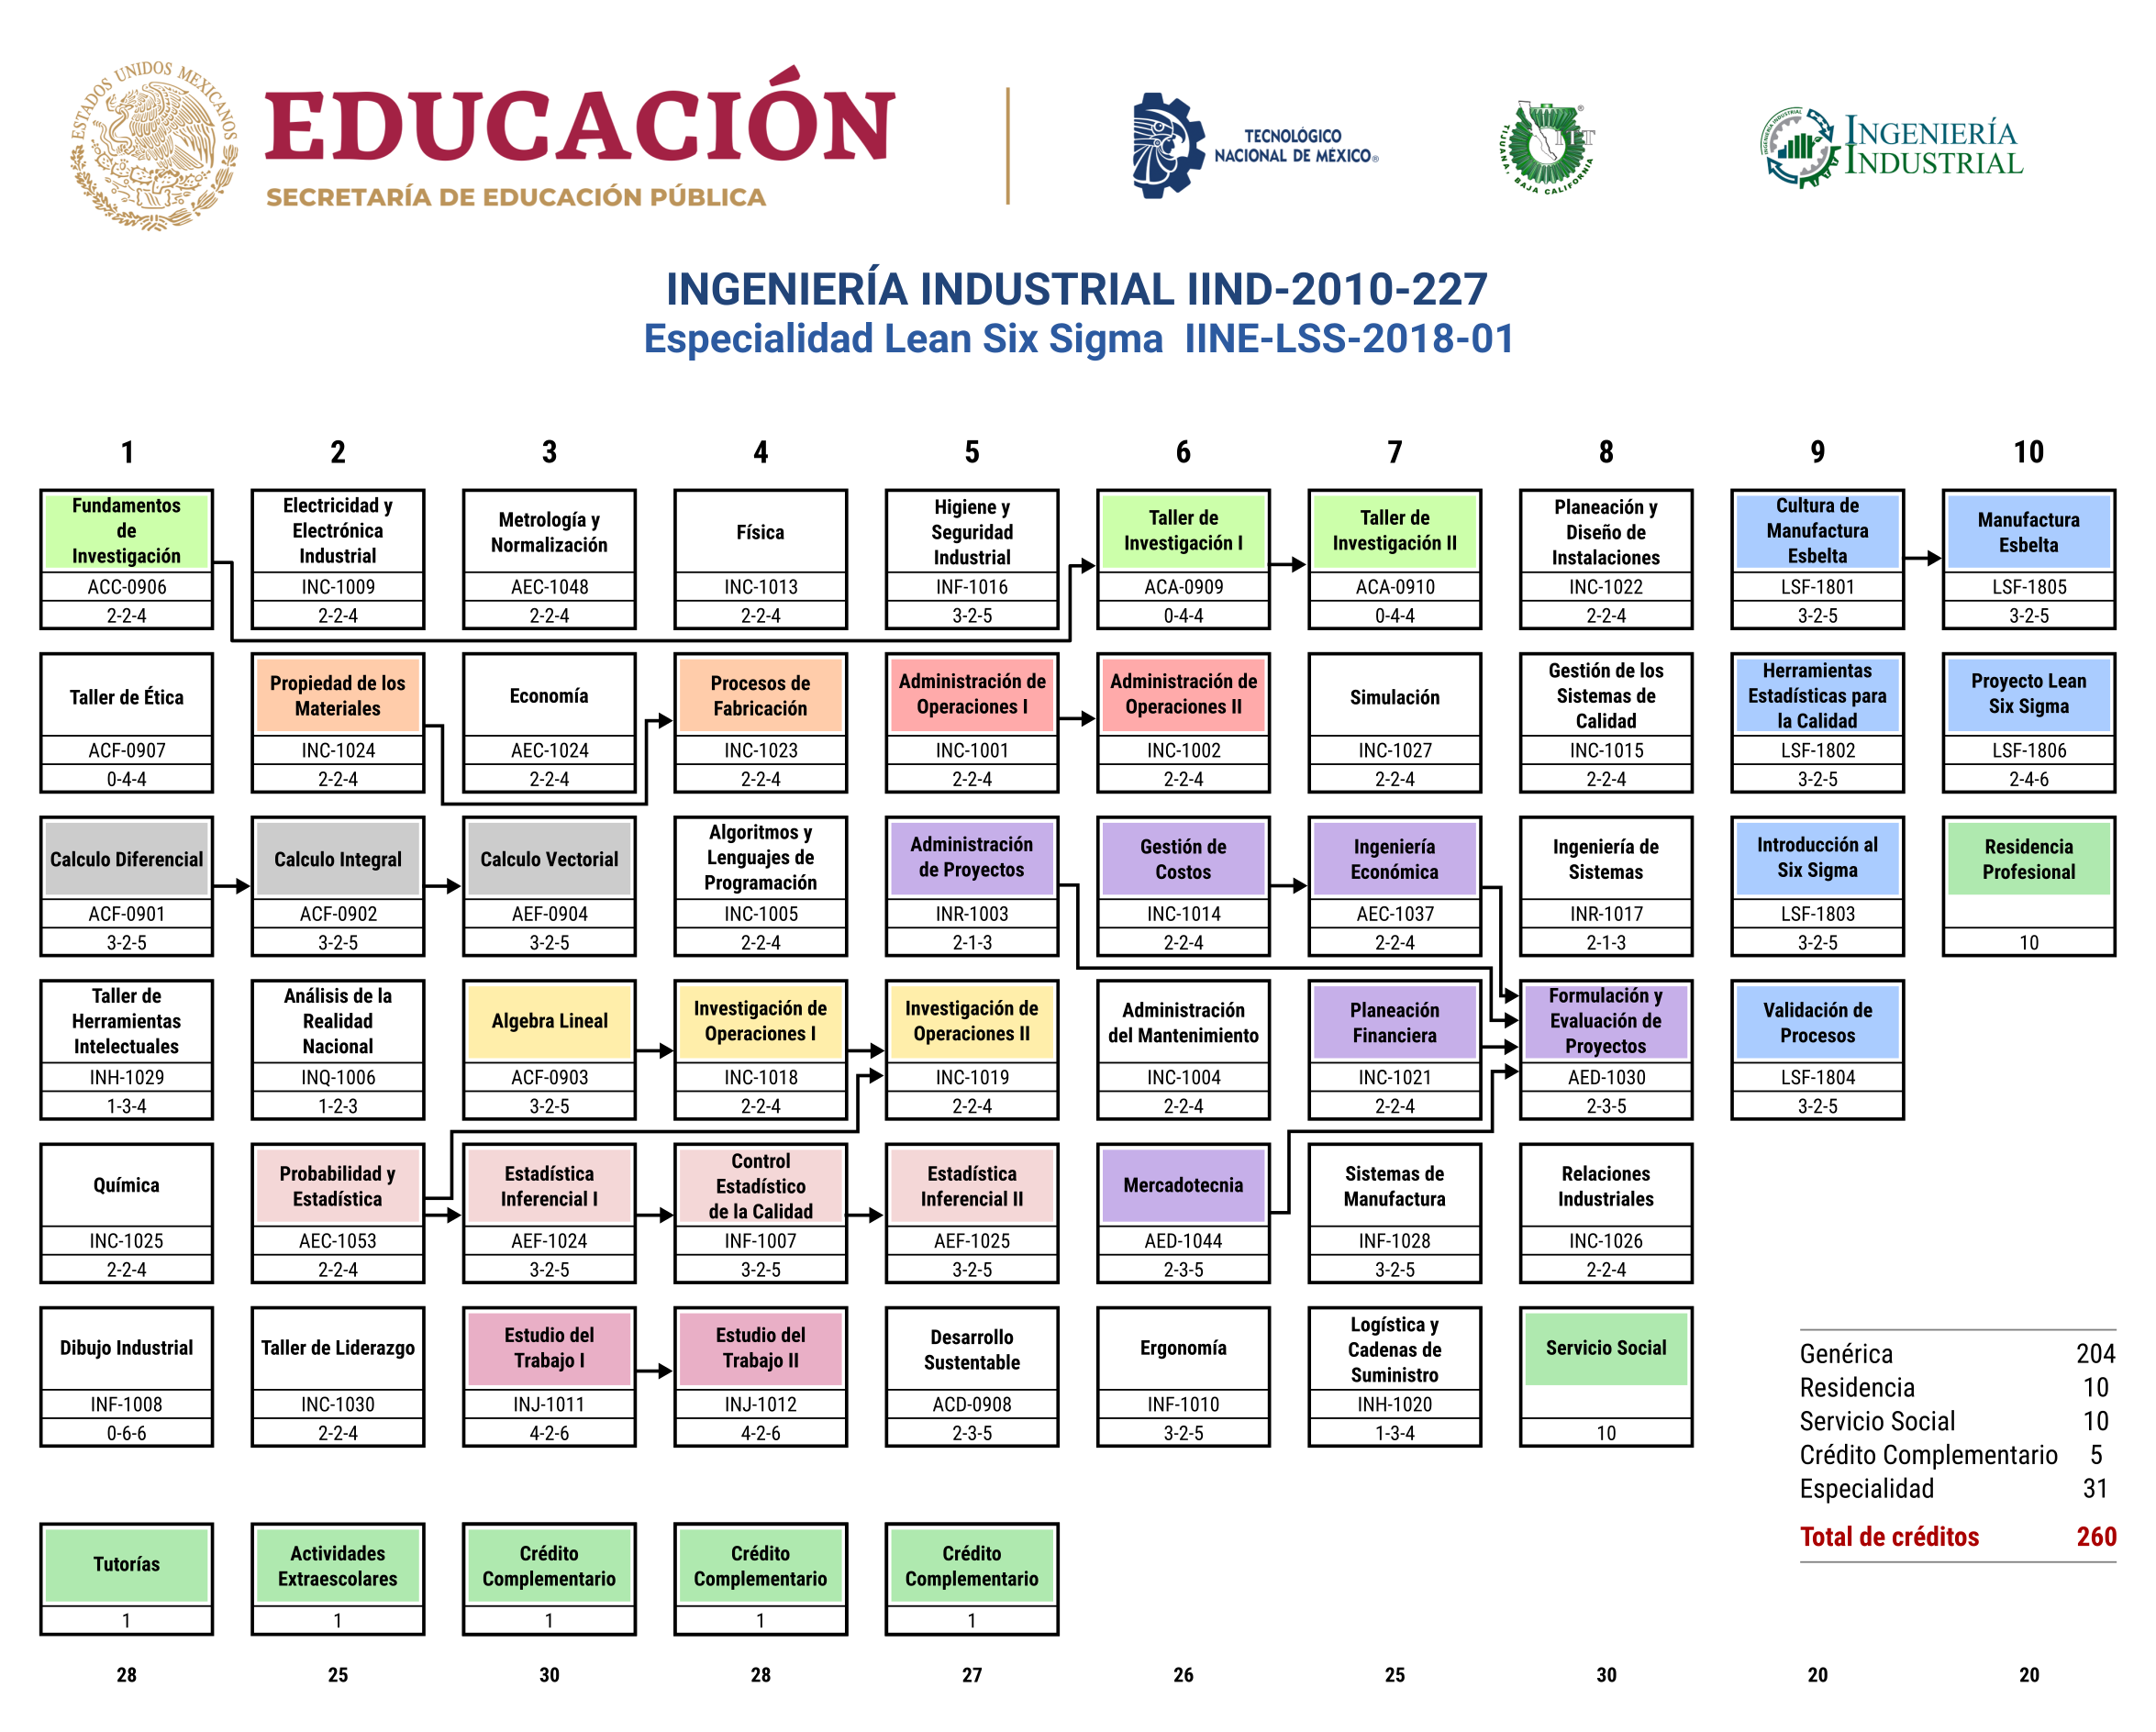 ESTADOS UNIDOS MEXICANOS
EDUCACIÓN
SECRETARÍA DE EDUCACIÓN PÚBLICA
TECNOLÓGICO
NACIONAL DE MÉXICO®
ITT®
TIJUANA, BAJA CALIFORNIA
INGENIERÍA INDUSTRIAL
INGENIERÍA
INDUSTRIAL
INGENIERÍA INDUSTRIAL IIND-2010-227
Especialidad Lean Six Sigma IINE-LSS-2018-01
1
2
3
4
5
6
7
8
9
10
Fundamentos
de
Investigación
ACC-0906
2-2-4
Electricidad y
Electrónica
Industrial
INC-1009
2-2-4
Metrología y
Normalización
AEC-1048
2-2-4
Física
INC-1013
2-2-4
Higiene y
Seguridad
Industrial
INF-1016
3-2-5
Taller de
Investigación I
ACA-0909
0-4-4
Taller de
Investigación II
ACA-0910
0-4-4
Planeación y
Diseño de
Instalaciones
INC-1022
2-2-4
Cultura de
Manufactura
Esbelta
LSF-1801
3-2-5
Manufactura
Esbelta
LSF-1805
3-2-5
Taller de Ética
ACF-0907
0-4-4
Propiedad de los
Materiales
INC-1024
2-2-4
Economía
AEC-1024
2-2-4
Procesos de
Fabricación
INC-1023
2-2-4
Administración de
Operaciones I
INC-1001
2-2-4
Administración de
Operaciones II
INC-1002
2-2-4
Simulación
INC-1027
2-2-4
Gestión de los
Sistemas de
Calidad
INC-1015
2-2-4
Herramientas
Estadísticas para
la Calidad
LSF-1802
3-2-5
Proyecto Lean
Six Sigma
LSF-1806
2-4-6
Calculo Diferencial
ACF-0901
3-2-5
Calculo Integral
ACF-0902
3-2-5
Calculo Vectorial
AEF-0904
3-2-5
Algoritmos y
Lenguajes de
Programación
INC-1005
2-2-4
Administración
de Proyectos
INR-1003
2-1-3
Gestión de
Costos
INC-1014
2-2-4
Ingeniería
Económica
AEC-1037
2-2-4
Ingeniería de
Sistemas
INR-1017
2-1-3
Introducción al
Six Sigma
LSF-1803
3-2-5
Residencia
Profesional
10
Taller de
Herramientas
Intelectuales
INH-1029
1-3-4
Análisis de la
Realidad
Nacional
INQ-1006
1-2-3
Algebra Lineal
ACF-0903
3-2-5
Investigación de
Operaciones I
INC-1018
2-2-4
Investigación de
Operaciones II
INC-1019
2-2-4
Administración
del Mantenimiento
INC-1004
2-2-4
Planeación
Financiera
INC-1021
2-2-4
Formulación y
Evaluación de
Proyectos
AED-1030
2-3-5
Validación de
Procesos
LSF-1804
3-2-5
Química
INC-1025
2-2-4
Probabilidad y
Estadística
AEC-1053
2-2-4
Estadística
Inferencial I
AEF-1024
3-2-5
Control
Estadístico
de la Calidad
INF-1007
3-2-5
Estadística
Inferencial II
AEF-1025
3-2-5
Mercadotecnia
AED-1044
2-3-5
Sistemas de
Manufactura
INF-1028
3-2-5
Relaciones
Industriales
INC-1026
2-2-4
Dibujo Industrial
INF-1008
0-6-6
Taller de Liderazgo
INC-1030
2-2-4
Estudio del
Trabajo I
INJ-1011
4-2-6
Estudio del
Trabajo II
INJ-1012
4-2-6
Desarrollo
Sustentable
ACD-0908
2-3-5
Ergonomía
INF-1010
3-2-5
Logística y
Cadenas de
Suministro
INH-1020
1-3-4
Servicio Social
10
Genérica 204
Residencia 10
Servicio Social 10
Crédito Complementario 5
Especialidad 31
Total de créditos 260
Tutorías
1
Actividades
Extraescolares
1
Crédito
Complementario
1
Crédito
Complementario
1
Crédito
Complementario
1
28
25
30
28
27
26
25
30
20
20